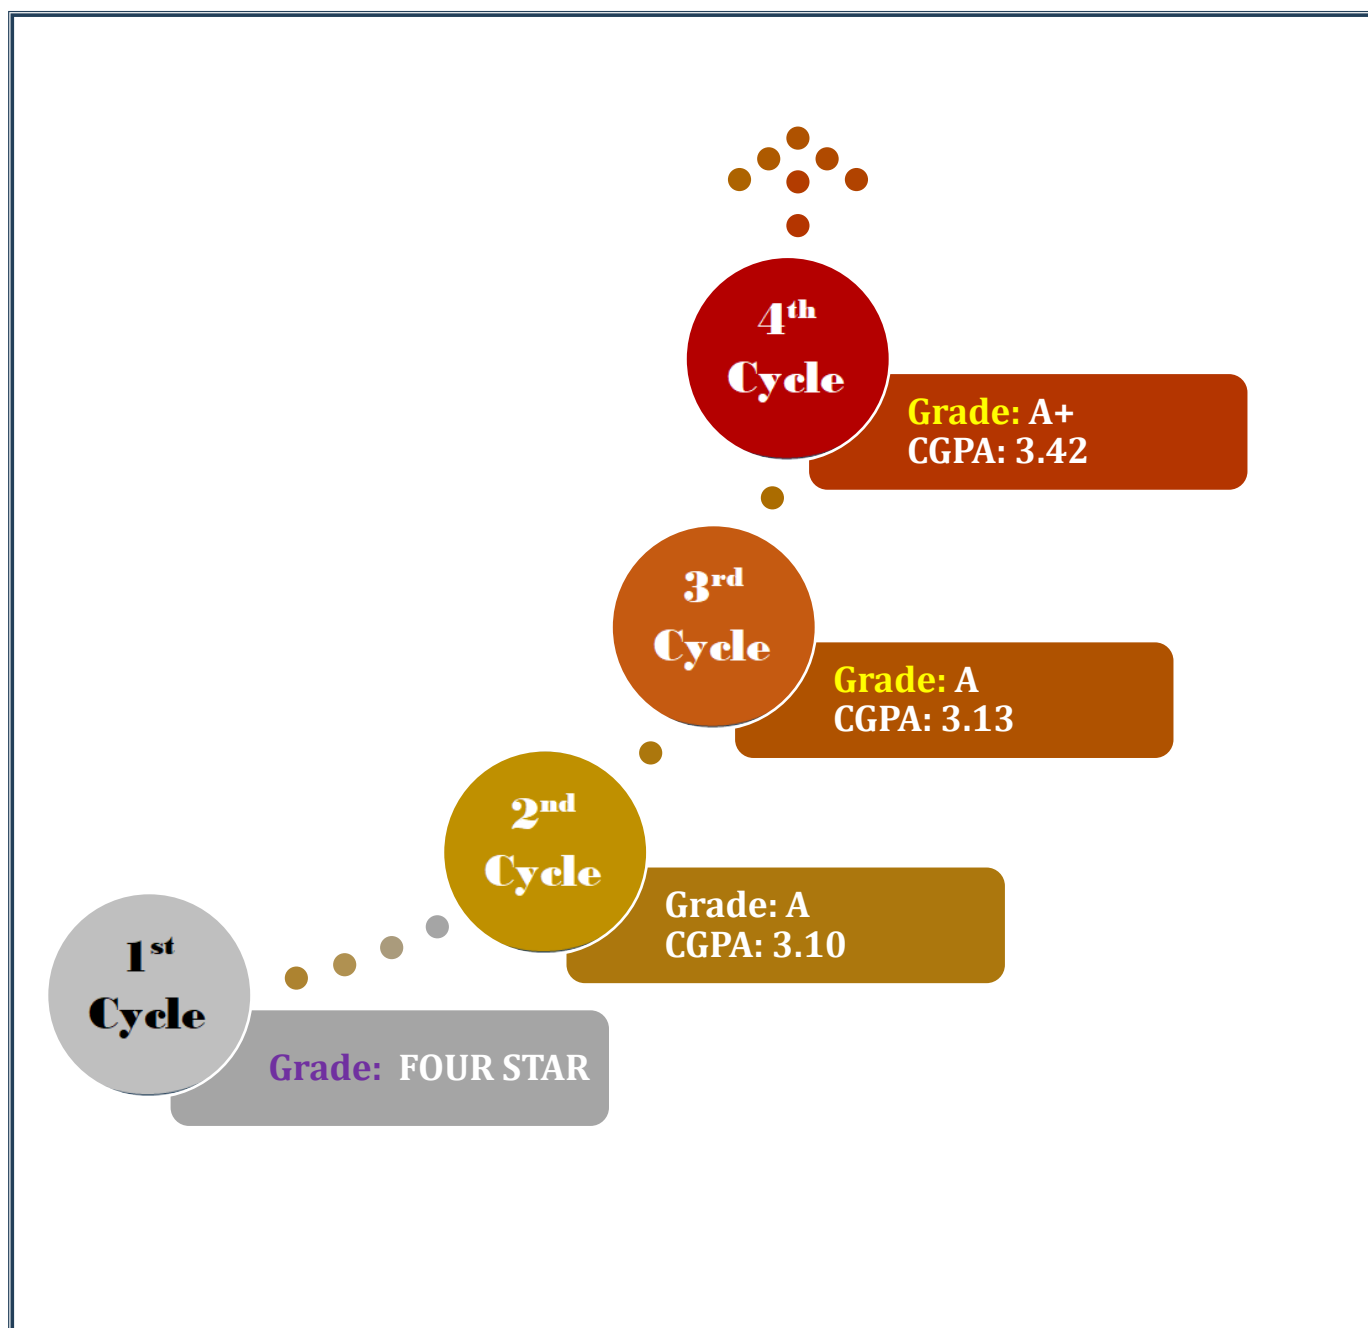 4th
Cycle
Grade: A+
CGPA: 3.42
3rd
Cycle
Grade: A
CGPA: 3.13
2nd
Cycle
Grade: A
CGPA: 3.10
1st
Cycle
Grade: FOUR STAR